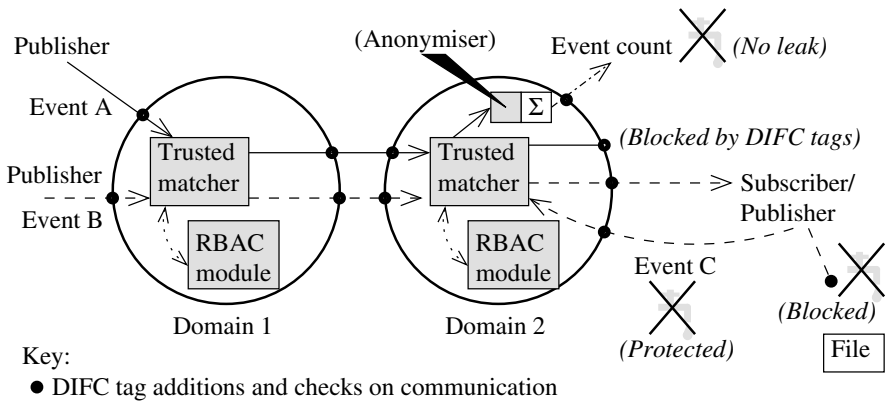 Publisher
(Anonymiser)
Event count
(No leak)
Event A
Σ
(Blocked by DIFC tags)
Trusted
matcher
Trusted
matcher
Publisher
Event B
Subscriber/
Publisher
RBAC
module
RBAC
module
Event C
(Protected)
(Blocked)
File
Domain 1
Domain 2
Key:
DIFC tag additions and checks on communication